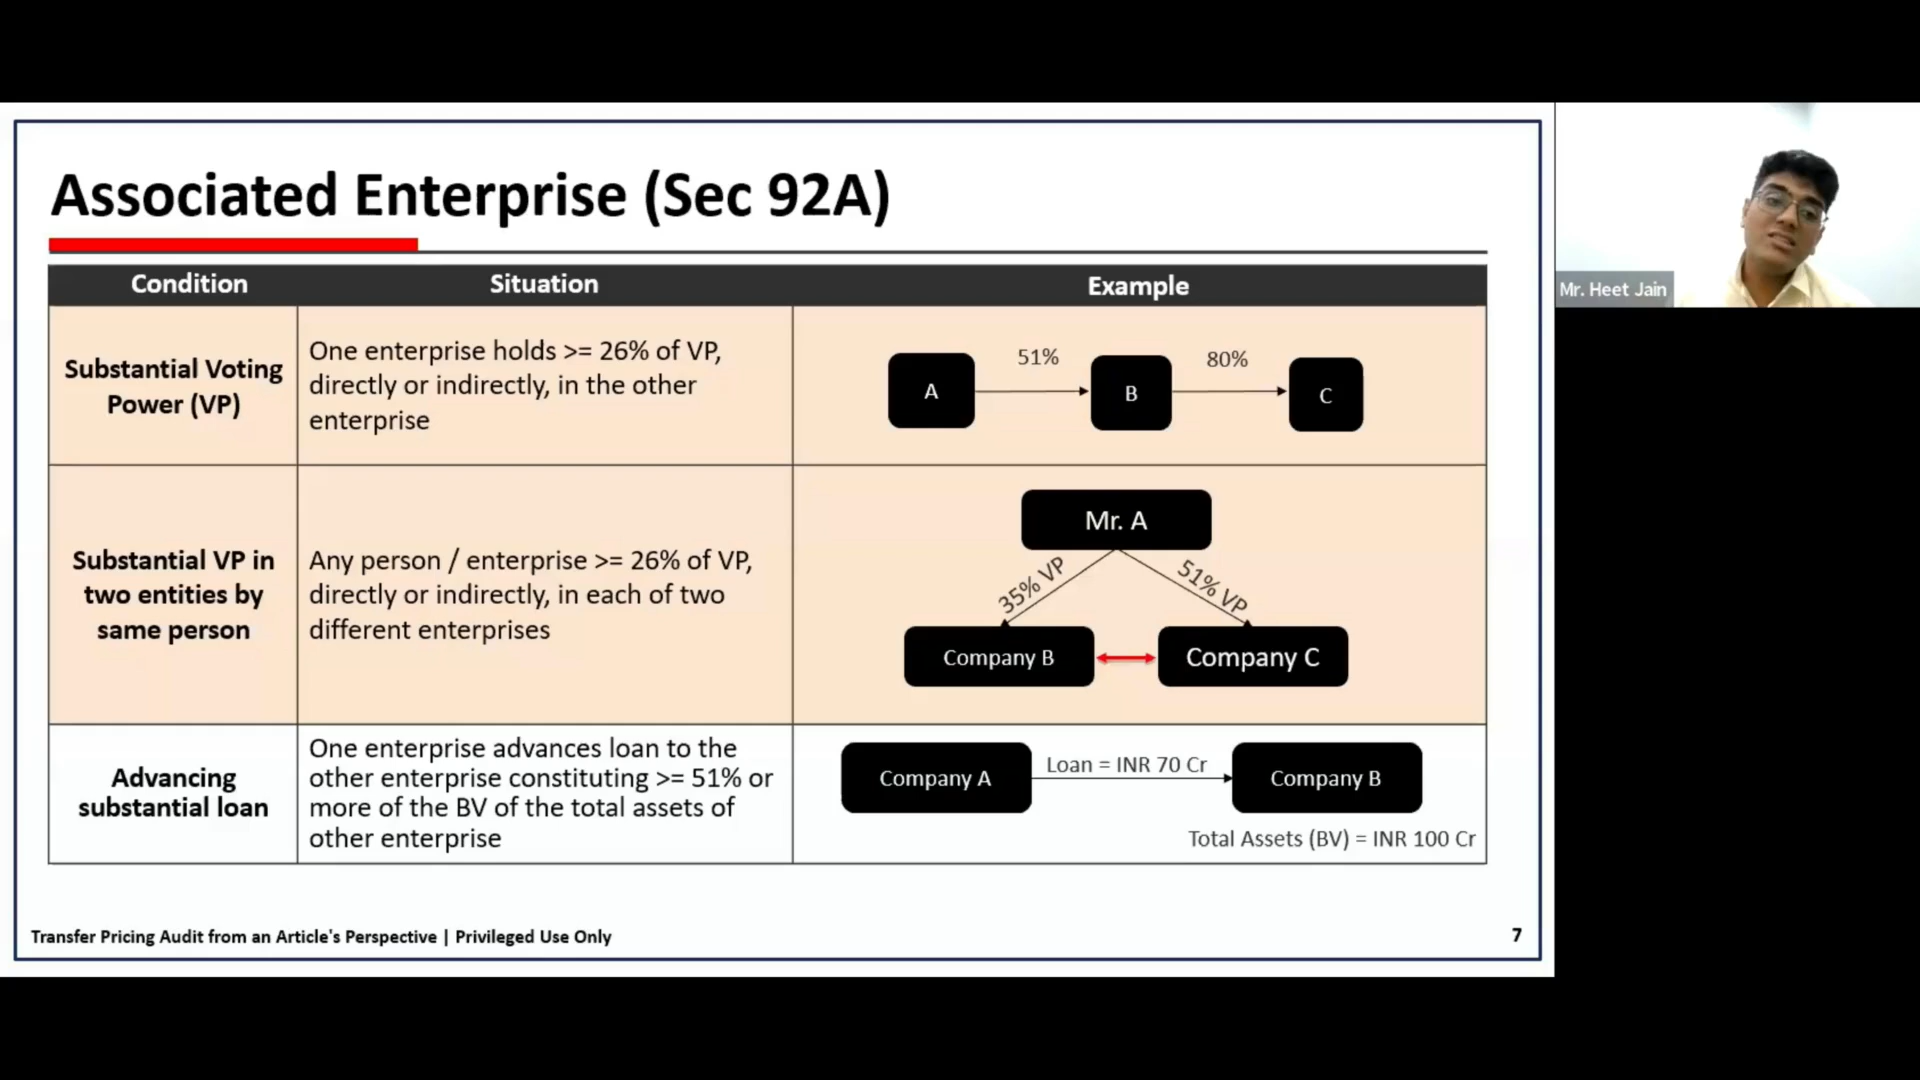 Associated Enterprise (Sec 92A)
Condition
Situation
Example
Substantial Voting
Power (VP)
One enterprise holds >= 26% of VP,
directly or indirectly, in the other
enterprise
A
51%
B
80%
C
Substantial VP in
two entities by
same person
Any person / enterprise >= 26% of VP,
directly or indirectly, in each of two
different enterprises
Mr. A
35% VP
51% VP
Company B
Company C
Advancing
substantial loan
One enterprise advances loan to the
other enterprise constituting >= 51% or
more of the BV of the total assets of
other enterprise
Company A
Loan = INR 70 Cr
Company B
Total Assets (BV) = INR 100 Cr
Transfer Pricing Audit from an Article's Perspective | Privileged Use Only
7
Mr. Heet Jain